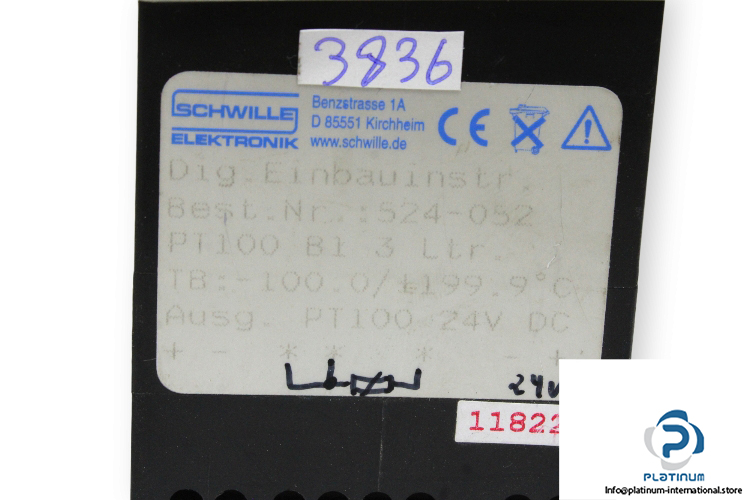 3836
SCHWILLE
ELEKTRONIK
Benzstrasse 1A
D 85551 Kirchheim
www.schwille.de
CE
Dig.Einbauinstr.
Best.Nr.:524-052
PT100 B1 3 Ltr.
TB:-100.0/+199.9°C
Ausg. PT100 24V DC
+ - * * * - +
24V
11822
PLATINUM
Info@platinum-international.store